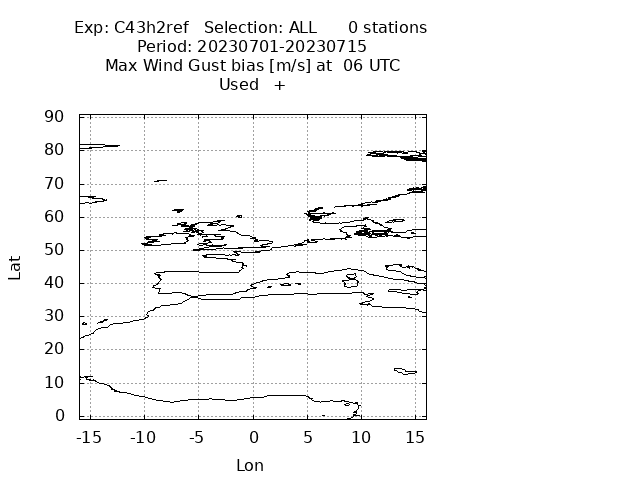 Exp: C43h2ref   Selection: ALL      0 stations
Period: 20230701-20230715
Max Wind Gust bias [m/s] at  06 UTC
Used   +
90
80
70
60
50
40
30
20
10
0
Lat
-15 -10 -5 0 5 10 15
Lon